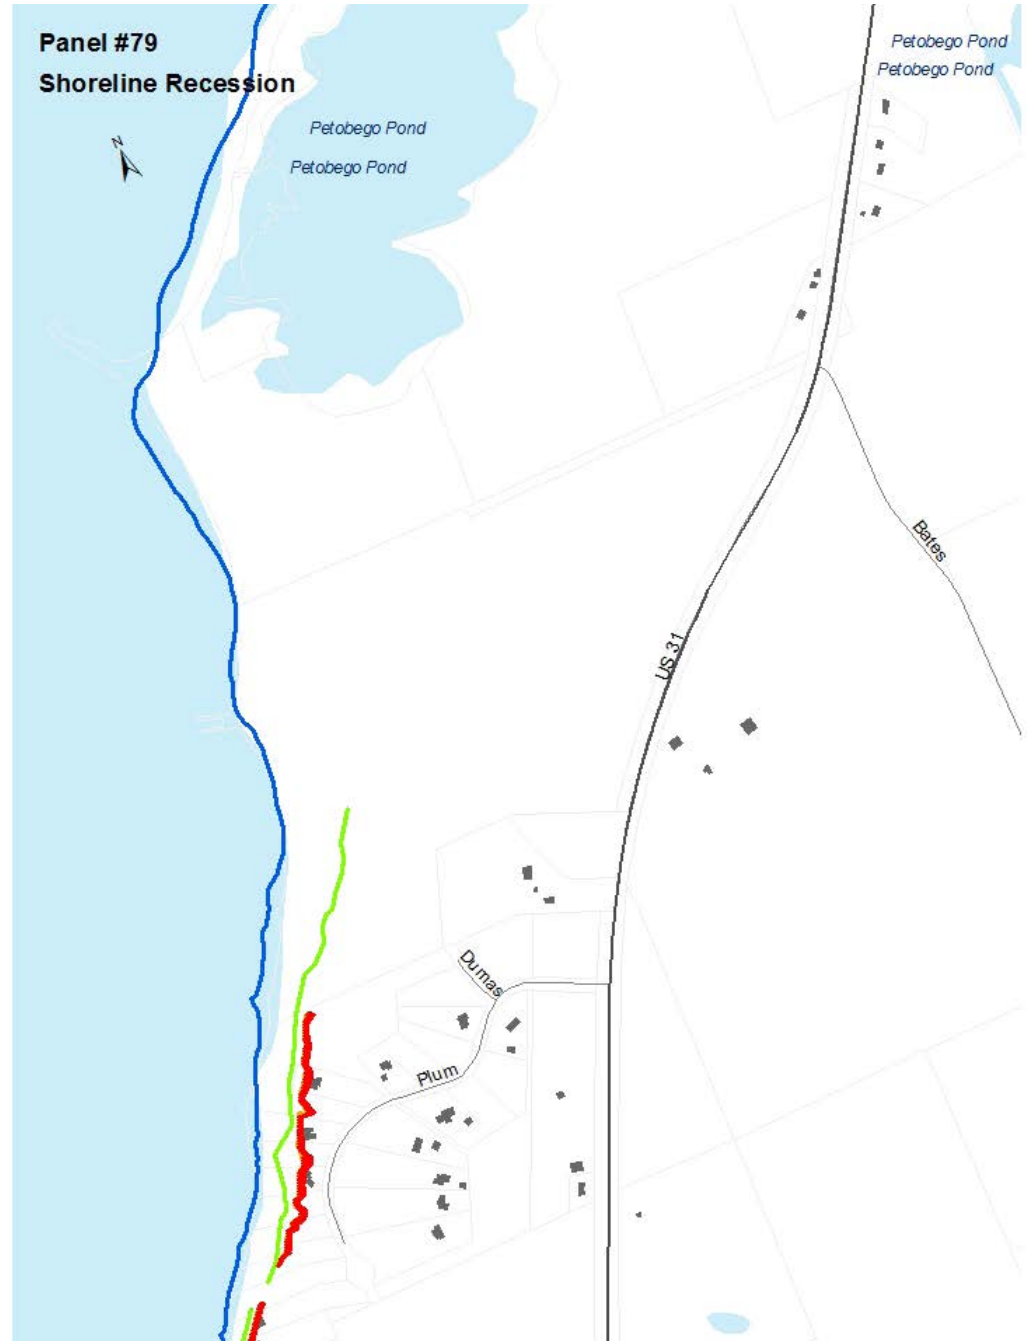 Panel #79
Shoreline Recession
N
Petobego Pond
Petobego Pond
Petobego Pond
Petobego Pond
Bates
US 31
Dumas
Plum